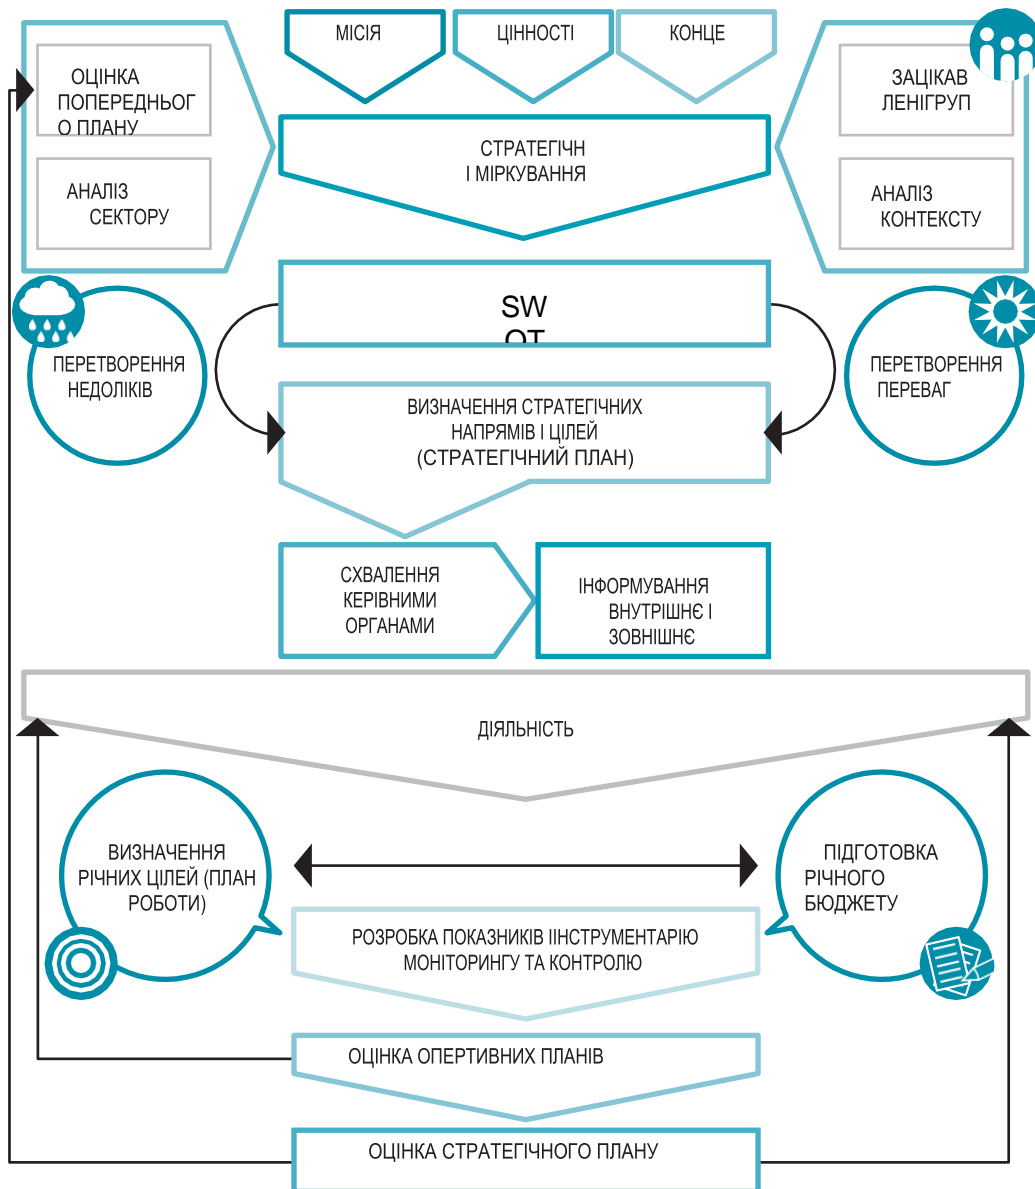 МІСІЯ
ЦІННОСТІ
КОНЦЕ
ОЦІНКА
ПОПЕРЕДНЬОГ
О ПЛАНУ
АНАЛІЗ
СЕКТОРУ
СТРАТЕГІЧН
І МІРКУВАННЯ
ЗАЦІКАВ
ЛЕНІГРУП
АНАЛІЗ
КОНТЕКСТУ
SW
OT
ПЕРЕТВОРЕННЯ
НЕДОЛІКІВ
ПЕРЕТВОРЕННЯ
ПЕРЕВАГ
ВИЗНАЧЕННЯ СТРАТЕГІЧНИХ
НАПРЯМІВ І ЦІЛЕЙ
(СТРАТЕГІЧНИЙ ПЛАН)
СХВАЛЕННЯ
КЕРІВНИМИ
ОРГАНАМИ
ІНФОРМУВАННЯ
ВНУТРІШНЄ І
ЗОВНІШНЄ
ДІЯЛЬНІСТЬ
ВИЗНАЧЕННЯ
РІЧНИХ ЦІЛЕЙ (ПЛАН
РОБОТИ)
ПІДГОТОВКА
РІЧНОГО
БЮДЖЕТУ
РОЗРОБКА ПОКАЗНИКІВ ІІНСТРУМЕНТАРІЮ
МОНІТОРИНГУ ТА КОНТРОЛЮ
ОЦІНКА ОПЕРТИВНИХ ПЛАНІВ
ОЦІНКА СТРАТЕГІЧНОГО ПЛАНУ